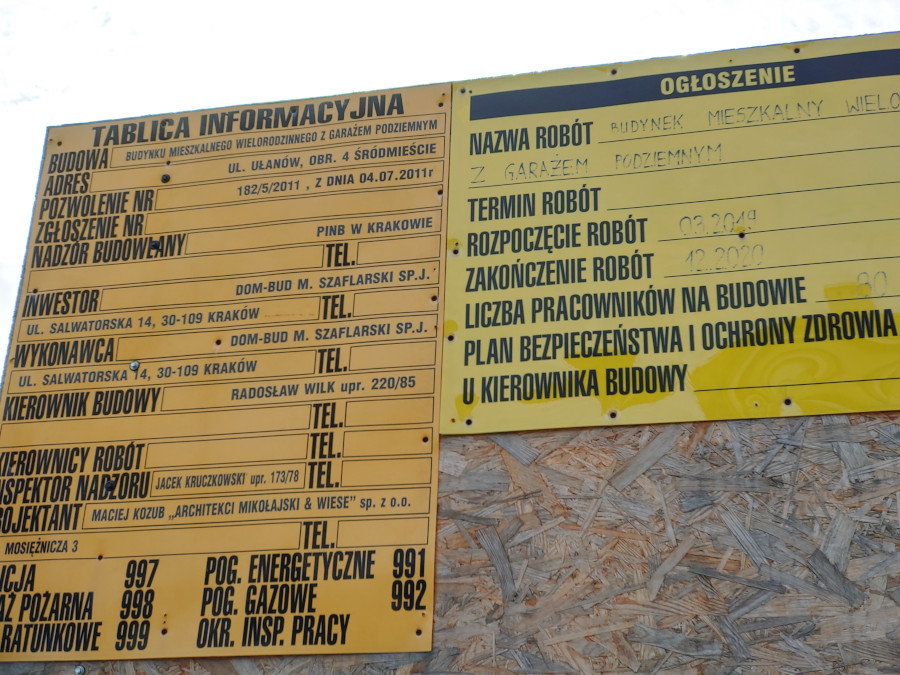 TABLICA INFORMACYJNA
BUDOWA BUDYNKU MIESZKALNEGO WIELORODZINNEGO Z GARAŻEM PODZIEMNYM
ADRES UL. UŁANÓW, OBR. 4 ŚRÓDMIEŚCIE
POZWOLENIE NR 182/5/2011 , Z DNIA 04.07.2011r
ZGŁOSZENIE NR
NADZÓR BUDOWLANY PINB W KRAKOWIE
TEL.
INWESTOR DOM-BUD M. SZAFLARSKI SP.J.
UL. SALWATORSKA 14, 30-109 KRAKÓW TEL.
WYKONAWCA DOM-BUD M. SZAFLARSKI SP.J.
UL. SALWATORSKA 14, 30-109 KRAKÓW TEL.
KIEROWNIK BUDOWY RADOSŁAW WILK upr. 220/85
TEL.
KIEROWNICY ROBÓT TEL.
NSPEKTOR NADZORU JACEK KRUCZKOWSKI upr. 173/78 TEL.
OJEKTANT MACIEJ KOZUB „ARCHITEKCI MIKOŁAJSKI & WIESE" sp. z o.o.
MOSIĘŻNICZA 3 TEL.
ICJA 997 POG. ENERGETYCZNE 991
AŻ POŻARNA 998 POG. GAZOWE 992
RATUNKOWE 999 OKR. INSP. PRACY
OGŁOSZENIE
NAZWA ROBÓT BUDYNEK MIESZKALNY WIELO
Z GARAŻEM PODZIEMNYM
TERMIN ROBÓT
ROZPOCZĘCIE ROBÓT 03.2019
ZAKOŃCZENIE ROBÓT 12.2020
LICZBA PRACOWNIKÓW NA BUDOWIE 80
PLAN BEZPIECZEŃSTWA I OCHRONY ZDROWIA
U KIEROWNIKA BUDOWY